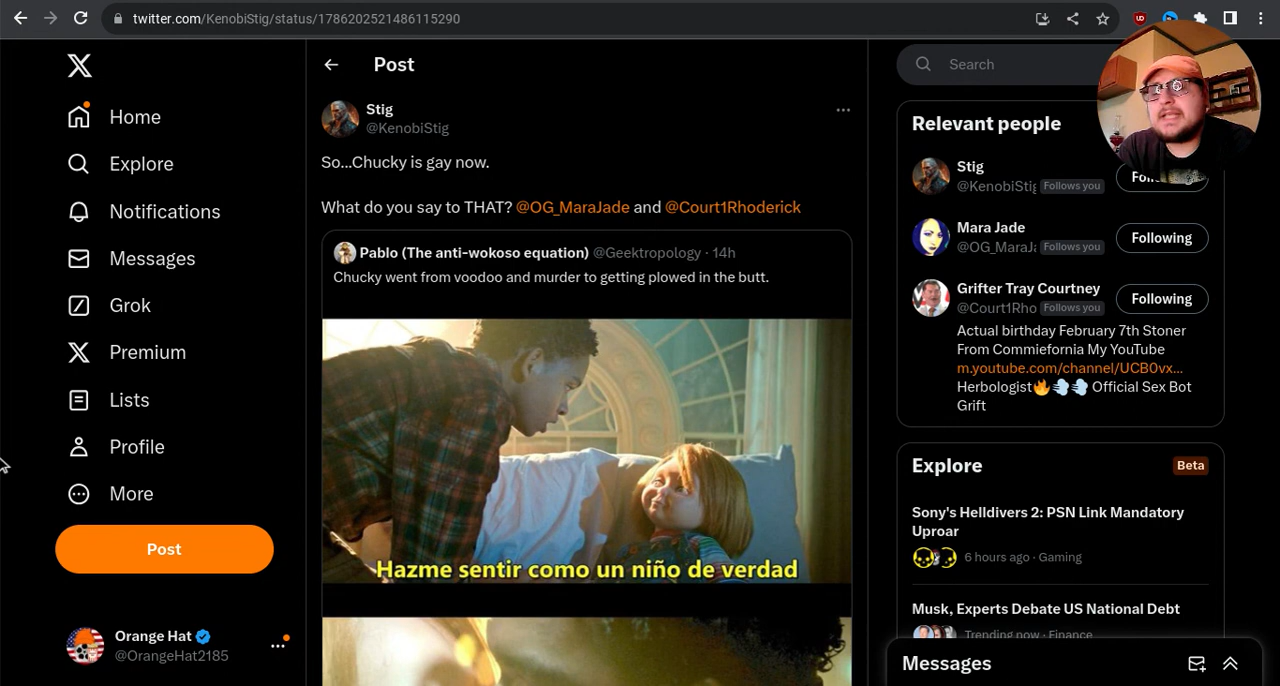 twitter.com/KenobiStig/status/1786202521486115290
Post
Search
Stig
@KenobiStig
So...Chucky is gay now.
What do you say to THAT? @OG_MaraJade and @Court1Rhoderick
Pablo (The anti-wokoso equation) @Geektropology · 14h
Chucky went from voodoo and murder to getting plowed in the butt.
Hazme sentir como un niño de verdad
Home
Explore
Notifications
Messages
Grok
Premium
Lists
Profile
More
Post
Orange Hat
@OrangeHat2185
Relevant people
Stig
@KenobiStig Follows you
Mara Jade
@OG_MaraJa Follows you
Following
Grifter Tray Courtney
@Court1Rho Follows you
Following
Actual birthday February 7th Stoner
From Commiefornia My YouTube
m.youtube.com/channel/UCB0vx...
Herbologist🔥💨💨 Official Sex Bot
Grift
Explore
Beta
Sony's Helldivers 2: PSN Link Mandatory
Uproar
6 hours ago · Gaming
Musk, Experts Debate US National Debt
Trending now · Finance
Messages